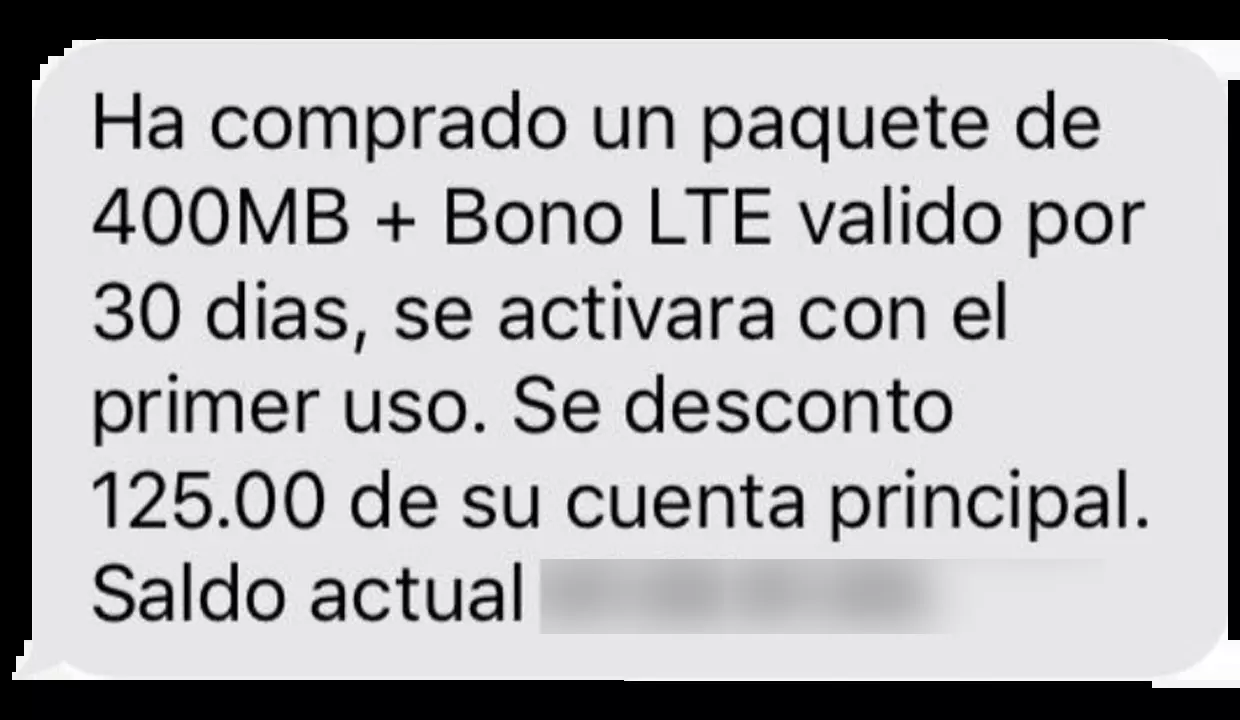 Ha comprado un paquete de
400MB + Bono LTE valido por
30 dias, se activara con el
primer uso. Se desconto
125.00 de su cuenta principal.
Saldo actual